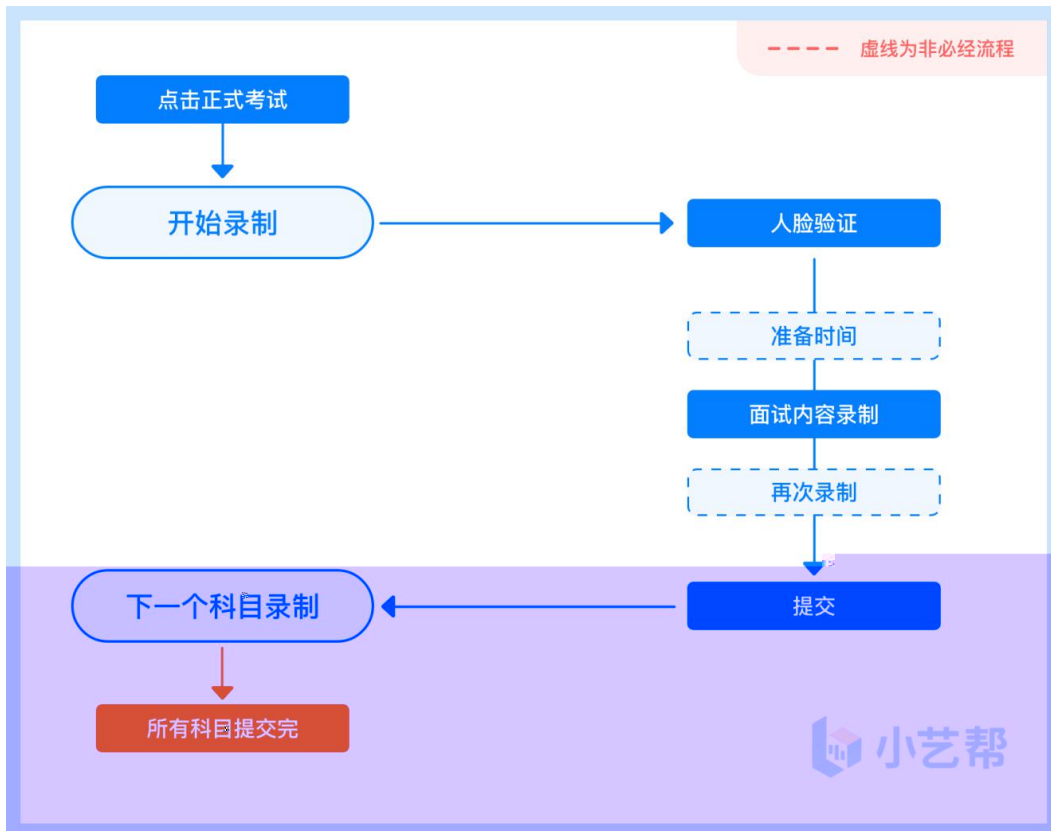 虚线为非必经流程
点击正式考试
开始录制
人脸验证
准备时间
面试内容录制
再次录制
提交
下一个科目录制
所有科目提交完
小艺帮